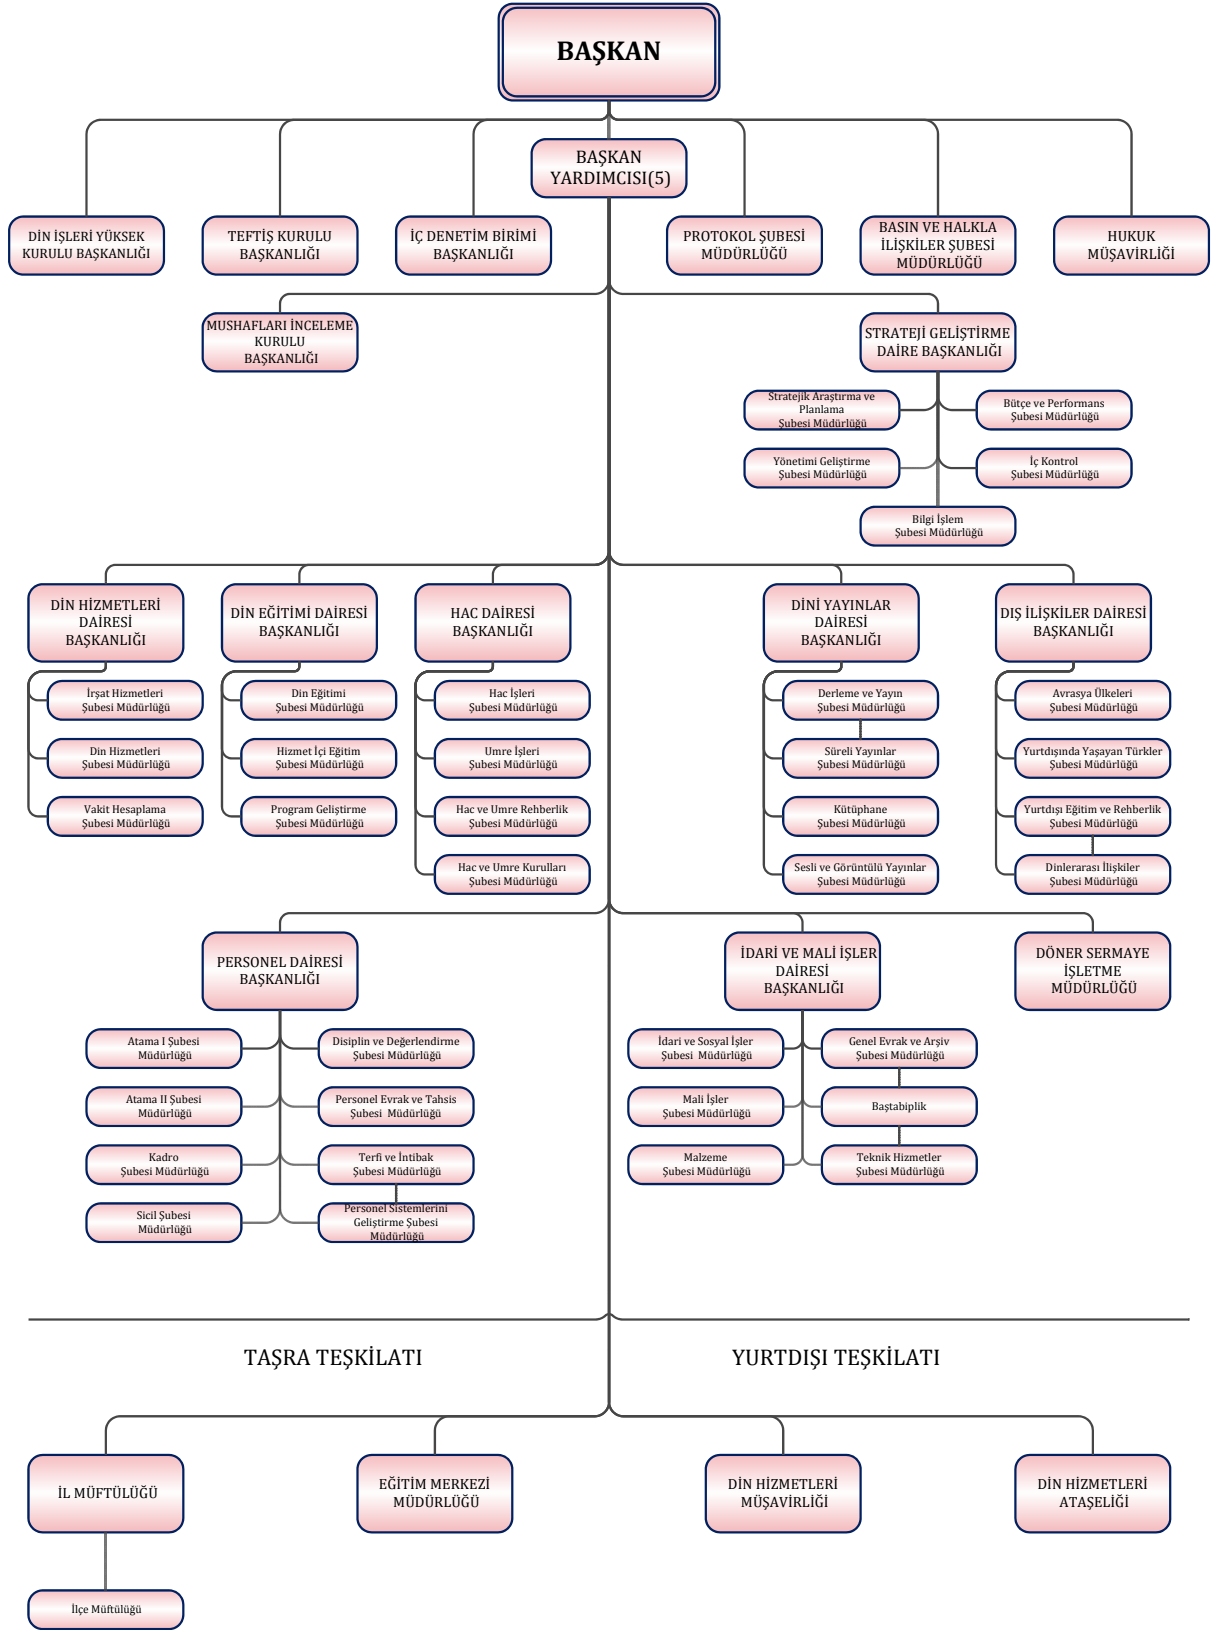 BAŞKAN
BAŞKAN
YARDIMCISI(5)
DİN İŞLERİ YÜKSEK
KURULU BAŞKANLIĞI
TEFTİŞ KURULU
BAŞKANLIĞI
İÇ DENETİM BİRİMİ
BAŞKANLIĞI
PROTOKOL ŞUBESİ
MÜDÜRLÜĞÜ
BASIN VE HALKLA
İLİŞKİLER ŞUBESİ
MÜDÜRLÜĞÜ
HUKUK
MÜŞAVİRLİĞİ
MUSHAFLARI İNCELEME
KURULU
BAŞKANLIĞI
STRATEJİ GELİŞTİRME
DAİRE BAŞKANLIĞI
Stratejik Araştırma ve
Planlama
Şubesi Müdürlüğü
Bütçe ve Performans
Şubesi Müdürlüğü
Yönetimi Geliştirme
Şubesi Müdürlüğü
İç Kontrol
Şubesi Müdürlüğü
Bilgi İşlem
Şubesi Müdürlüğü
DİN HİZMETLERİ
DAİRESİ
BAŞKANLIĞI
DİN EĞİTİMİ DAİRESİ
BAŞKANLIĞI
HAC DAİRESİ
BAŞKANLIĞI
DİNİ YAYINLAR
DAİRESİ
BAŞKANLIĞI
DIŞ İLİŞKİLER DAİRESİ
BAŞKANLIĞI
İrşat Hizmetleri
Şubesi Müdürlüğü
Din Eğitimi
Şubesi Müdürlüğü
Hac İşleri
Şubesi Müdürlüğü
Derleme ve Yayın
Şubesi Müdürlüğü
Avrasya Ülkeleri
Şubesi Müdürlüğü
Din Hizmetleri
Şubesi Müdürlüğü
Hizmet İçi Eğitim
Şubesi Müdürlüğü
Umre İşleri
Şubesi Müdürlüğü
Süreli Yayınlar
Şubesi Müdürlüğü
Yurtdışında Yaşayan Türkler
Şubesi Müdürlüğü
Vakit Hesaplama
Şubesi Müdürlüğü
Program Geliştirme
Şubesi Müdürlüğü
Hac ve Umre Rehberlik
Şubesi Müdürlüğü
Kütüphane
Şubesi Müdürlüğü
Yurtdışı Eğitim ve Rehberlik
Şubesi Müdürlüğü
Hac ve Umre Kurulları
Şubesi Müdürlüğü
Sesli ve Görüntülü Yayınlar
Şubesi Müdürlüğü
Dinlerarası İlişkiler
Şubesi Müdürlüğü
PERSONEL DAİRESİ
BAŞKANLIĞI
İDARİ VE MALİ İŞLER
DAİRESİ
BAŞKANLIĞI
DÖNER SERMAYE
İŞLETME
MÜDÜRLÜĞÜ
Atama I Şubesi
Müdürlüğü
Disiplin ve Değerlendirme
Şubesi Müdürlüğü
İdari ve Sosyal İşler
Şubesi Müdürlüğü
Genel Evrak ve Arşiv
Şubesi Müdürlüğü
Atama II Şubesi
Müdürlüğü
Personel Evrak ve Tahsis
Şubesi Müdürlüğü
Mali İşler
Şubesi Müdürlüğü
Baştabiplik
Kadro
Şubesi Müdürlüğü
Terfi ve İntibak
Şubesi Müdürlüğü
Malzeme
Şubesi Müdürlüğü
Teknik Hizmetler
Şubesi Müdürlüğü
Sicil Şubesi
Müdürlüğü
Personel Sistemlerini
Geliştirme Şubesi
Müdürlüğü
TAŞRA TEŞKİLATI
YURTDIŞI TEŞKİLATI
İL MÜFTÜLÜĞÜ
EĞİTİM MERKEZİ
MÜDÜRLÜĞÜ
DİN HİZMETLERİ
MÜŞAVİRLİĞİ
DİN HİZMETLERİ
ATAŞELİĞİ
İlçe Müftülüğü